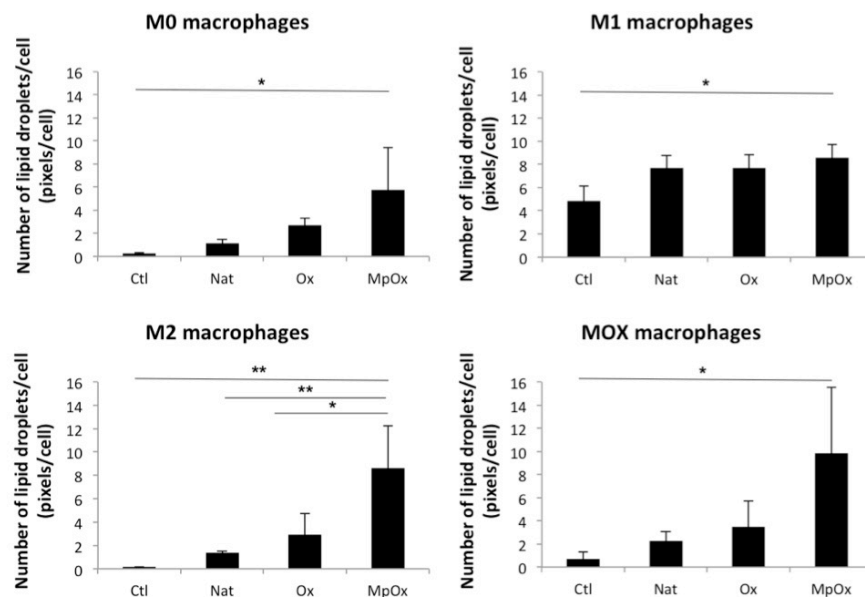 M0 macrophages
Number of lipid droplets/cell
(pixels/cell)
16
14
12
10
8
6
4
2
0
*
Ctl Nat Ox MpOx
M1 macrophages
Number of lipid droplets/cell
(pixels/cell)
16
14
12
10
8
6
4
2
0
*
Ctl Nat Ox MpOx
M2 macrophages
Number of lipid droplets/cell
(pixels/cell)
16
14
12
10
8
6
4
2
0
**
**
*
Ctl Nat Ox MpOx
MOX macrophages
Number of lipid droplets/cell
(pixels/cell)
16
14
12
10
8
6
4
2
0
*
Ctl Nat Ox MpOx